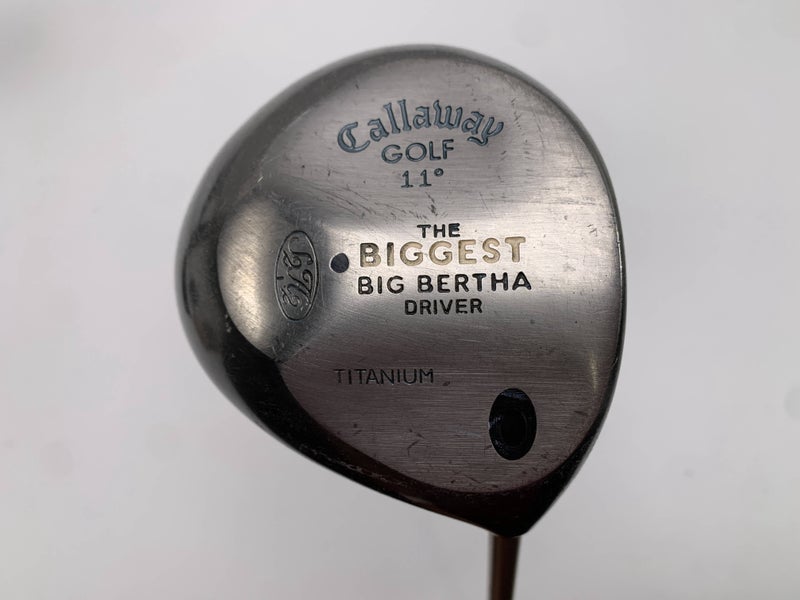 Callaway
GOLF
11°
THE
BIGGEST
BIG BERTHA
DRIVER
TITANIUM